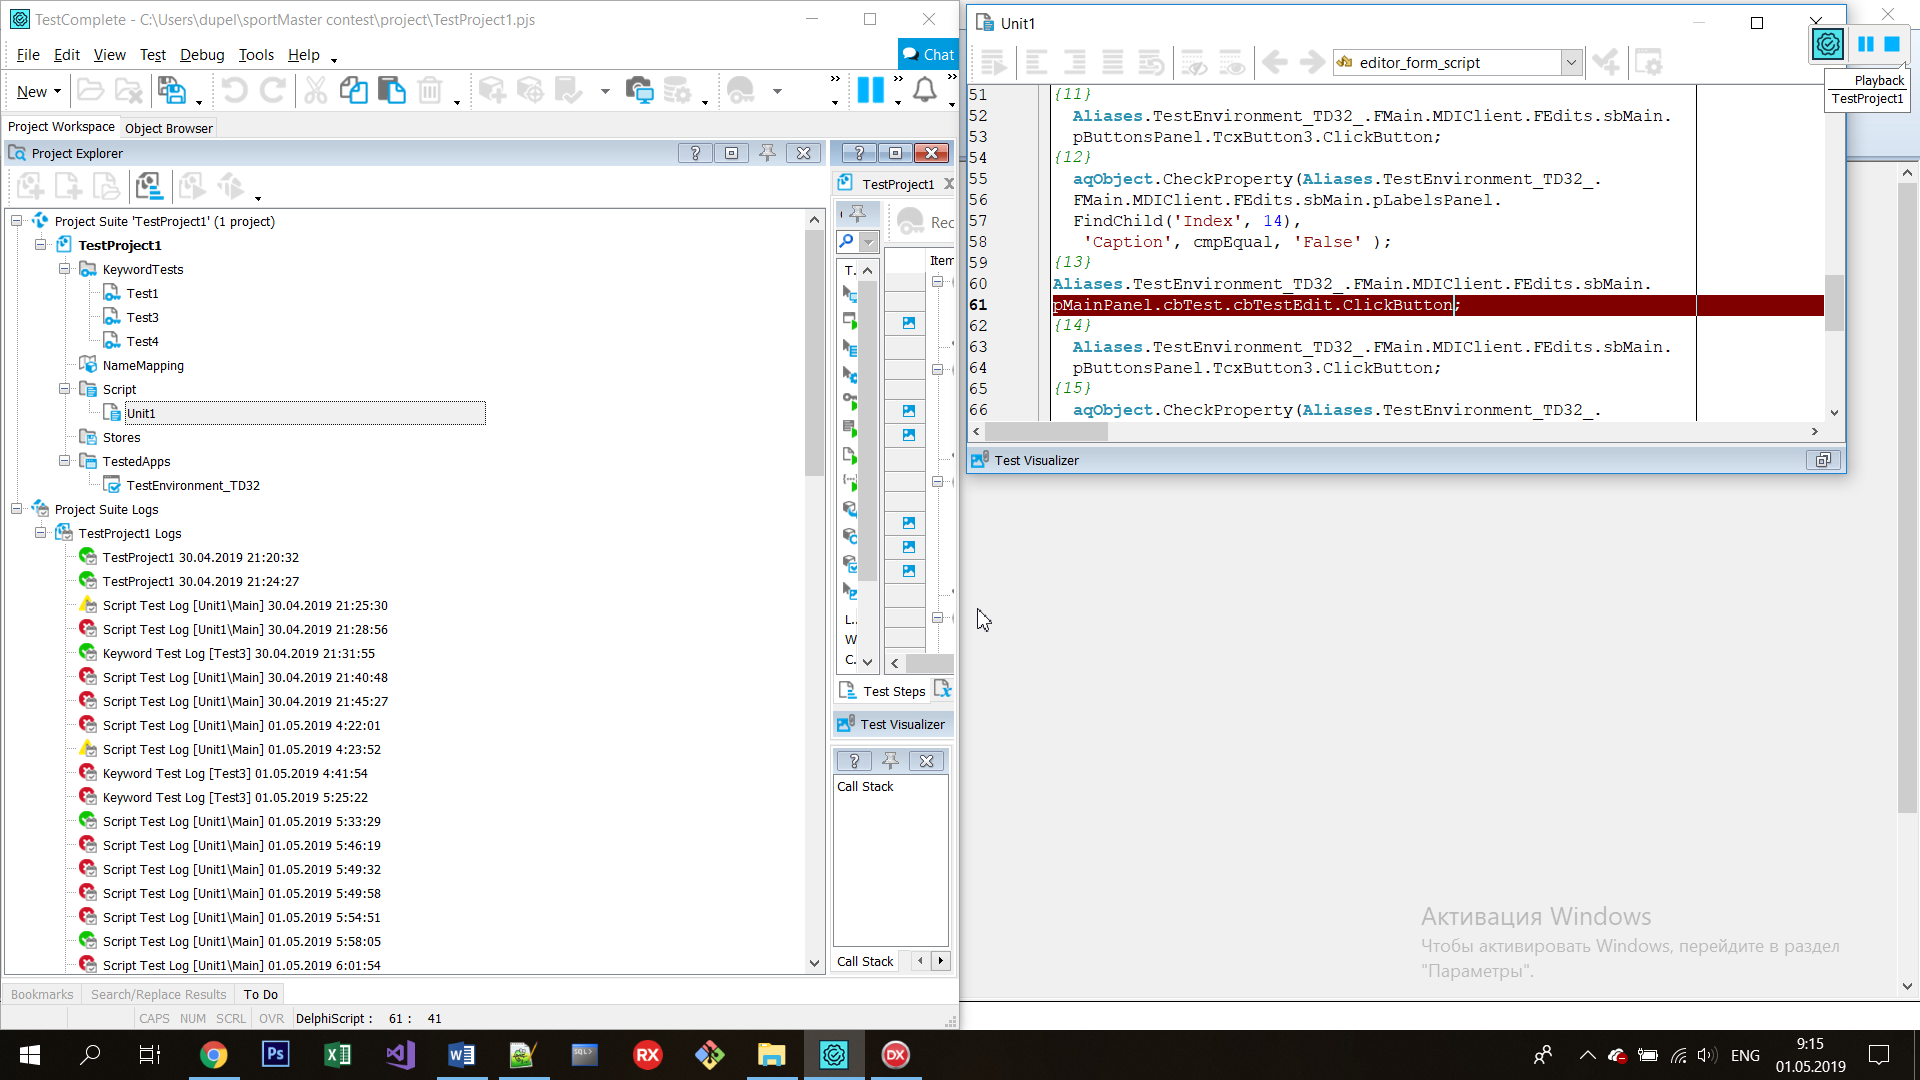 TestComplete - C:\Users\dupel\sportMaster contest\project\TestProject1.pjs
File Edit View Test Debug Tools Help
Chat
New
Project Workspace
Object Browser
Project Explorer
Project Suite 'TestProject1' (1 project)
TestProject1
KeywordTests
Test1
Test3
Test4
NameMapping
Script
Unit1
Stores
TestedApps
TestEnvironment_TD32
Project Suite Logs
TestProject1 Logs
TestProject1 30.04.2019 21:20:32
TestProject1 30.04.2019 21:24:27
Script Test Log [Unit1\Main] 30.04.2019 21:25:30
Script Test Log [Unit1\Main] 30.04.2019 21:28:56
Keyword Test Log [Test3] 30.04.2019 21:31:55
Script Test Log [Unit1\Main] 30.04.2019 21:40:48
Script Test Log [Unit1\Main] 30.04.2019 21:45:27
Script Test Log [Unit1\Main] 01.05.2019 4:22:01
Script Test Log [Unit1\Main] 01.05.2019 4:23:52
Keyword Test Log [Test3] 01.05.2019 4:41:54
Keyword Test Log [Test3] 01.05.2019 5:25:22
Script Test Log [Unit1\Main] 01.05.2019 5:33:29
Script Test Log [Unit1\Main] 01.05.2019 5:46:19
Script Test Log [Unit1\Main] 01.05.2019 5:49:32
Script Test Log [Unit1\Main] 01.05.2019 5:49:58
Script Test Log [Unit1\Main] 01.05.2019 5:54:51
Script Test Log [Unit1\Main] 01.05.2019 5:58:05
Script Test Log [Unit1\Main] 01.05.2019 6:01:54
Bookmarks Search/Replace Results To Do
CAPS NUM SCRL OVR DelphiScript : 61 : 41
TestProject1
Rec
T.
Item
L..
W
C.
Test Steps
Test Visualizer
Call Stack
Call Stack
Unit1
editor_form_script
Playback
TestProject1
51 {11}
52 Aliases.TestEnvironment_TD32_.FMain.MDIClient.FEdits.sbMain.
53 pButtonsPanel.TcxButton3.ClickButton;
54 {12}
55 aqObject.CheckProperty(Aliases.TestEnvironment_TD32_.
56 FMain.MDIClient.FEdits.sbMain.pLabelsPanel.
57 FindChild('Index', 14),
58 'Caption', cmpEqual, 'False' );
59 {13}
60 Aliases.TestEnvironment_TD32_.FMain.MDIClient.FEdits.sbMain.
61 pMainPanel.cbTest.cbTestEdit.ClickButton;
62 {14}
63 Aliases.TestEnvironment_TD32_.FMain.MDIClient.FEdits.sbMain.
64 pButtonsPanel.TcxButton3.ClickButton;
65 {15}
66 aqObject.CheckProperty(Aliases.TestEnvironment_TD32_.
Test Visualizer
Активация Windows
Чтобы активировать Windows, перейдите в раздел
"Параметры".
Ps
SQL>
RX
DX
ENG
9:15
01.05.2019